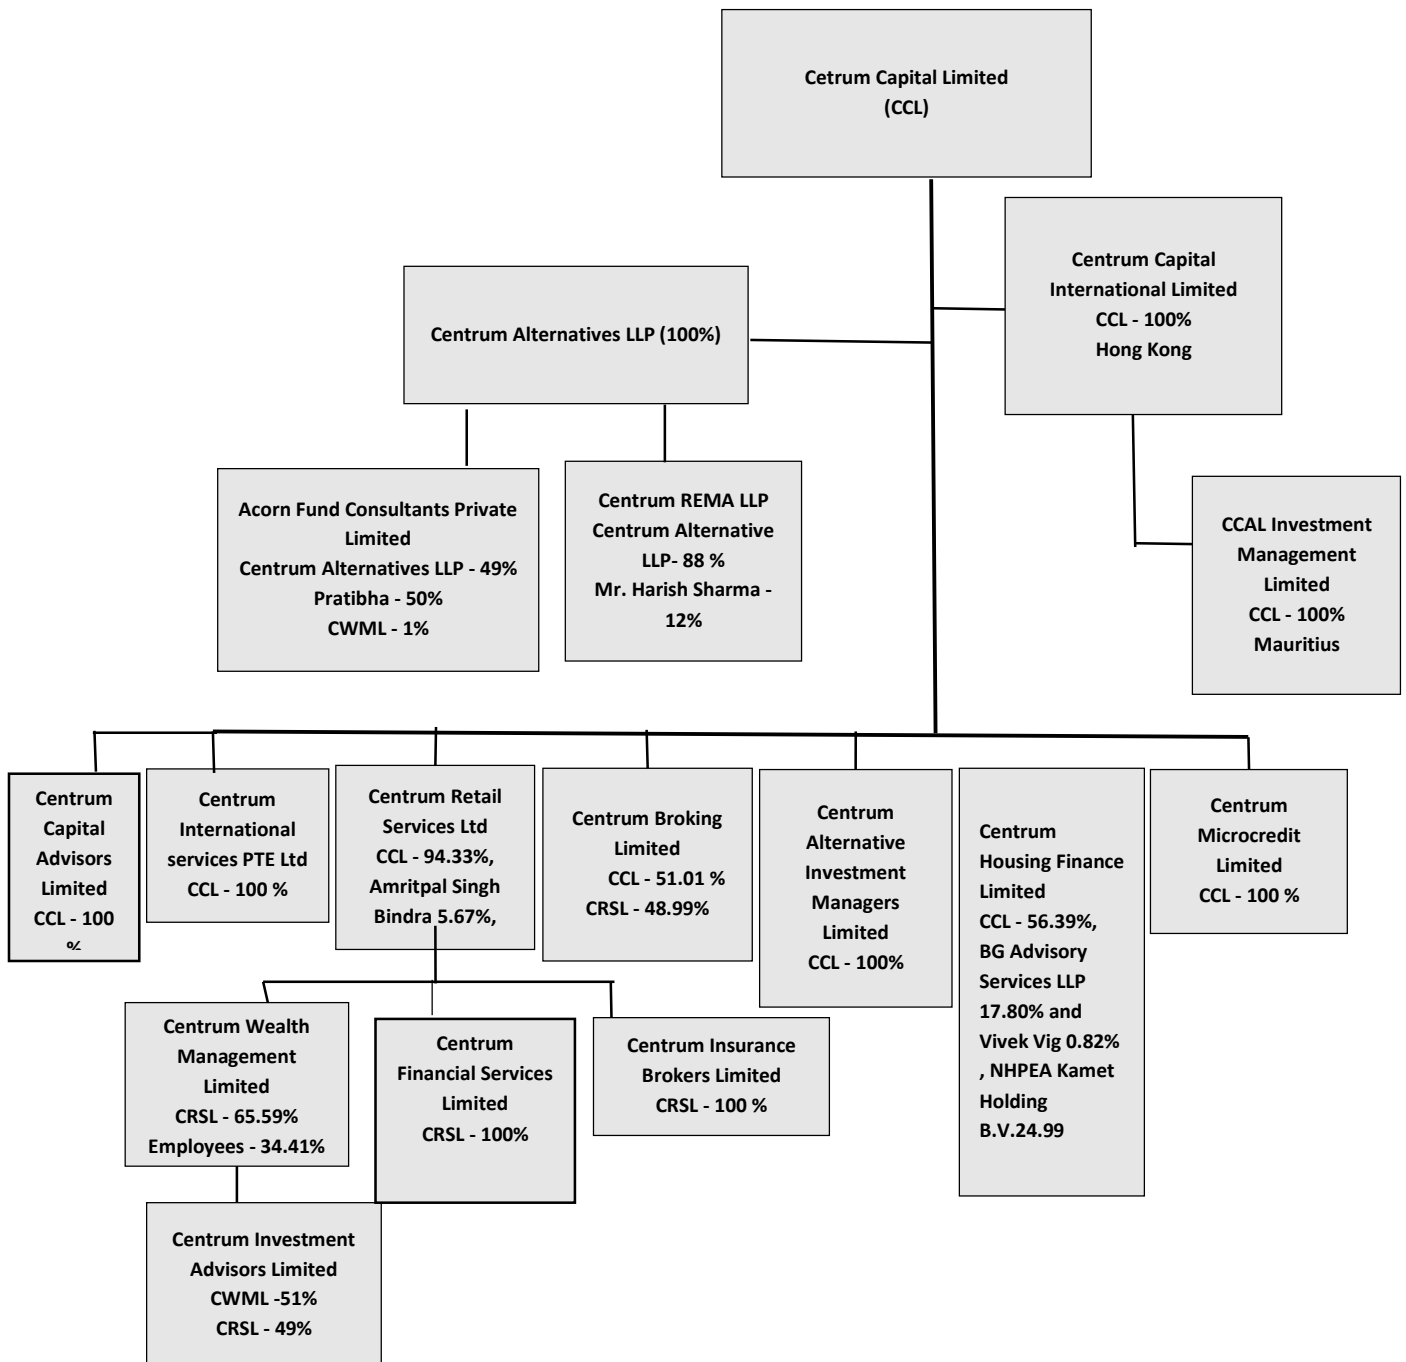 Cetrum Capital Limited
(CCL)
Centrum Capital
International Limited
CCL - 100%
Hong Kong
Centrum Alternatives LLP (100%)
Acorn Fund Consultants Private
Limited
Centrum Alternatives LLP - 49%
Pratibha - 50%
CWML - 1%
Centrum REMA LLP
Centrum Alternative
LLP- 88 %
Mr. Harish Sharma -
12%
CCAL Investment
Management
Limited
CCL - 100%
Mauritius
Centrum
Capital
Advisors
Limited
CCL - 100
%
Centrum
International
services PTE Ltd
CCL - 100 %
Centrum Retail
Services Ltd
CCL - 94.33%,
Amritpal Singh
Bindra 5.67%,
Centrum Broking
Limited
CCL - 51.01 %
CRSL - 48.99%
Centrum
Alternative
Investment
Managers
Limited
CCL - 100%
Centrum
Housing Finance
Limited
CCL - 56.39%,
BG Advisory
Services LLP
17.80% and
Vivek Vig 0.82%
, NHPEA Kamet
Holding
B.V.24.99
Centrum
Microcredit
Limited
CCL - 100 %
Centrum Wealth
Management
Limited
CRSL - 65.59%
Employees - 34.41%
Centrum
Financial Services
Limited
CRSL - 100%
Centrum Insurance
Brokers Limited
CRSL - 100 %
Centrum Investment
Advisors Limited
CWML -51%
CRSL - 49%